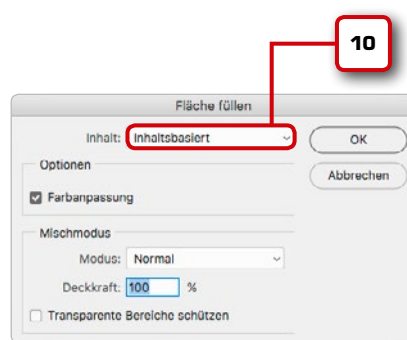 10
Fläche füllen
Inhalt: Inhaltsbasiert OK
Optionen Abbrechen
Farbanpassung
Mischmodus
Modus: Normal
Deckkraft: 100 %
Transparente Bereiche schützen